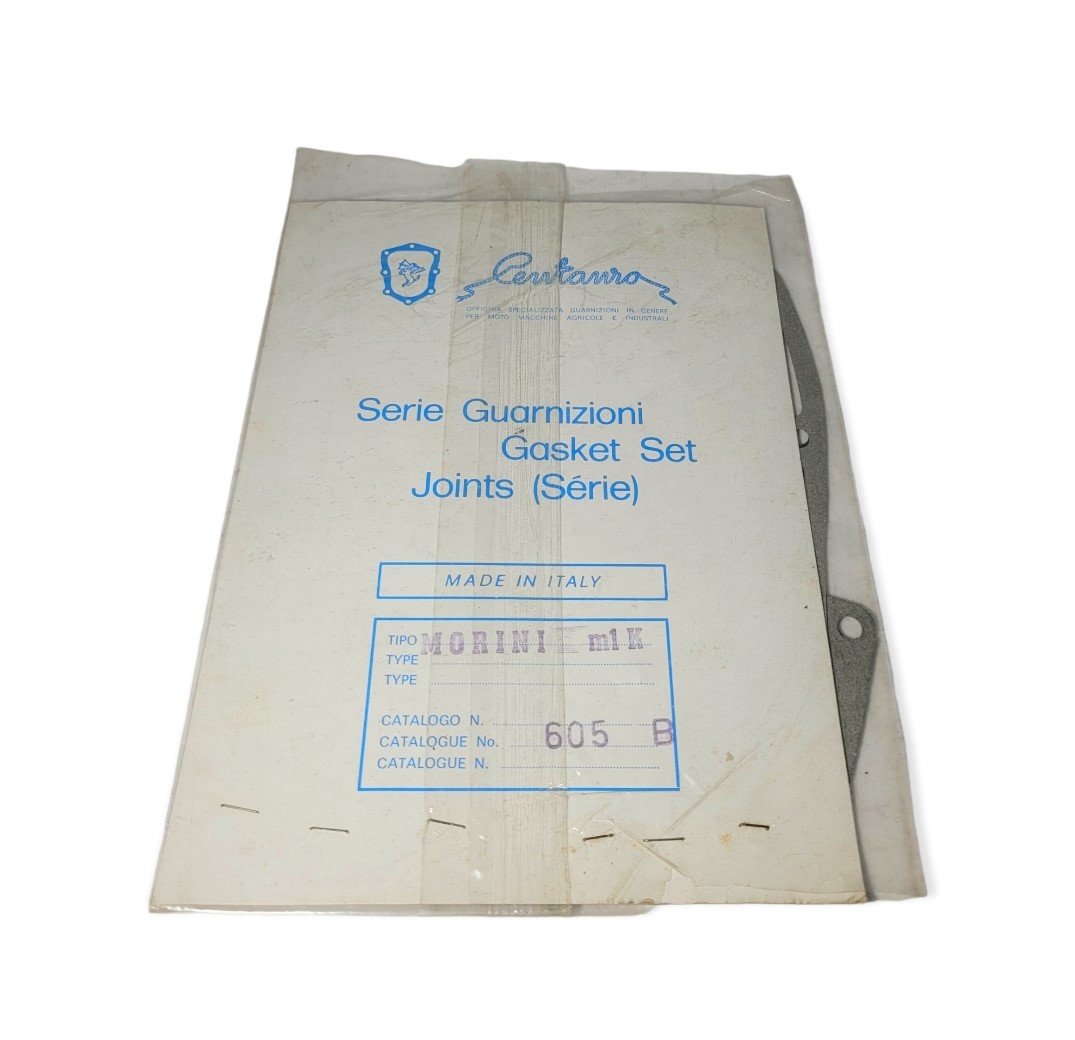 Centauro
OFFICINA SPECIALIZZATA GUARNIZIONI IN GENERE
PER MOTO MACCHINE AGRICOLE E INDUSTRIALI
Serie Guarnizioni
Gasket Set
Joints (Série)
MADE IN ITALY
TIPO MORINI m1K
TYPE
TYPE
CATALOGO N.
CATALOGUE No. 605 B
CATALOGUE N.